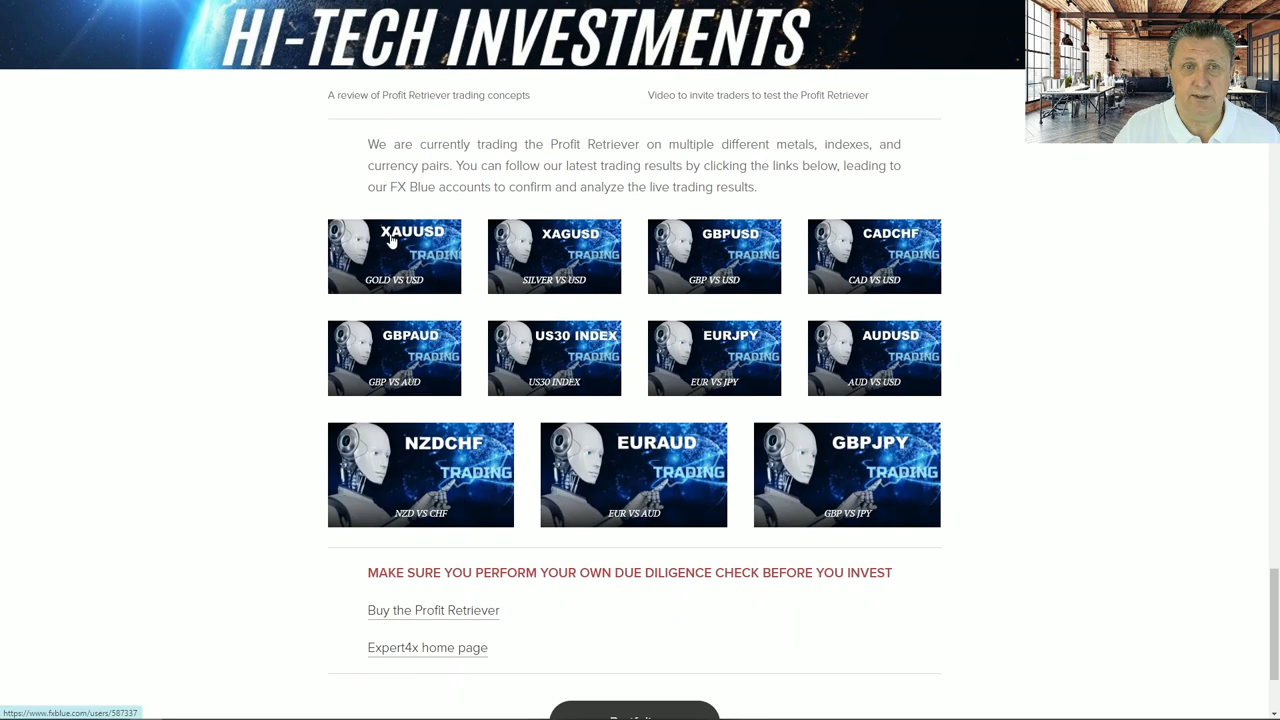 HI-TECH INVESTMENTS
A review of Profit Retriever trading concepts
Video to invite traders to test the Profit Retriever
We are currently trading the Profit Retriever on multiple different metals, indexes, and
currency pairs. You can follow our latest trading results by clicking the links below, leading to
our FX Blue accounts to confirm and analyze the live trading results.
XAUUSD
TRADING
GOLD VS USD
XAGUSD
TRADING
SILVER VS USD
GBPUSD
TRADING
GBP VS USD
CADCHF
TRADING
CAD VS USD
GBPAUD
TRADING
GBP VS AUD
US30 INDEX
TRADING
US30 INDEX
EURJPY
TRADING
EUR VS JPY
AUDUSD
TRADING
AUD VS USD
NZDCHF
TRADING
NZD VS CHF
EURAUD
TRADING
EUR VS AUD
GBPJPY
TRADING
GBP VS JPY
MAKE SURE YOU PERFORM YOUR OWN DUE DILIGENCE CHECK BEFORE YOU INVEST
Buy the Profit Retriever
Expert4x home page
https://www.fxblue.com/users/587337